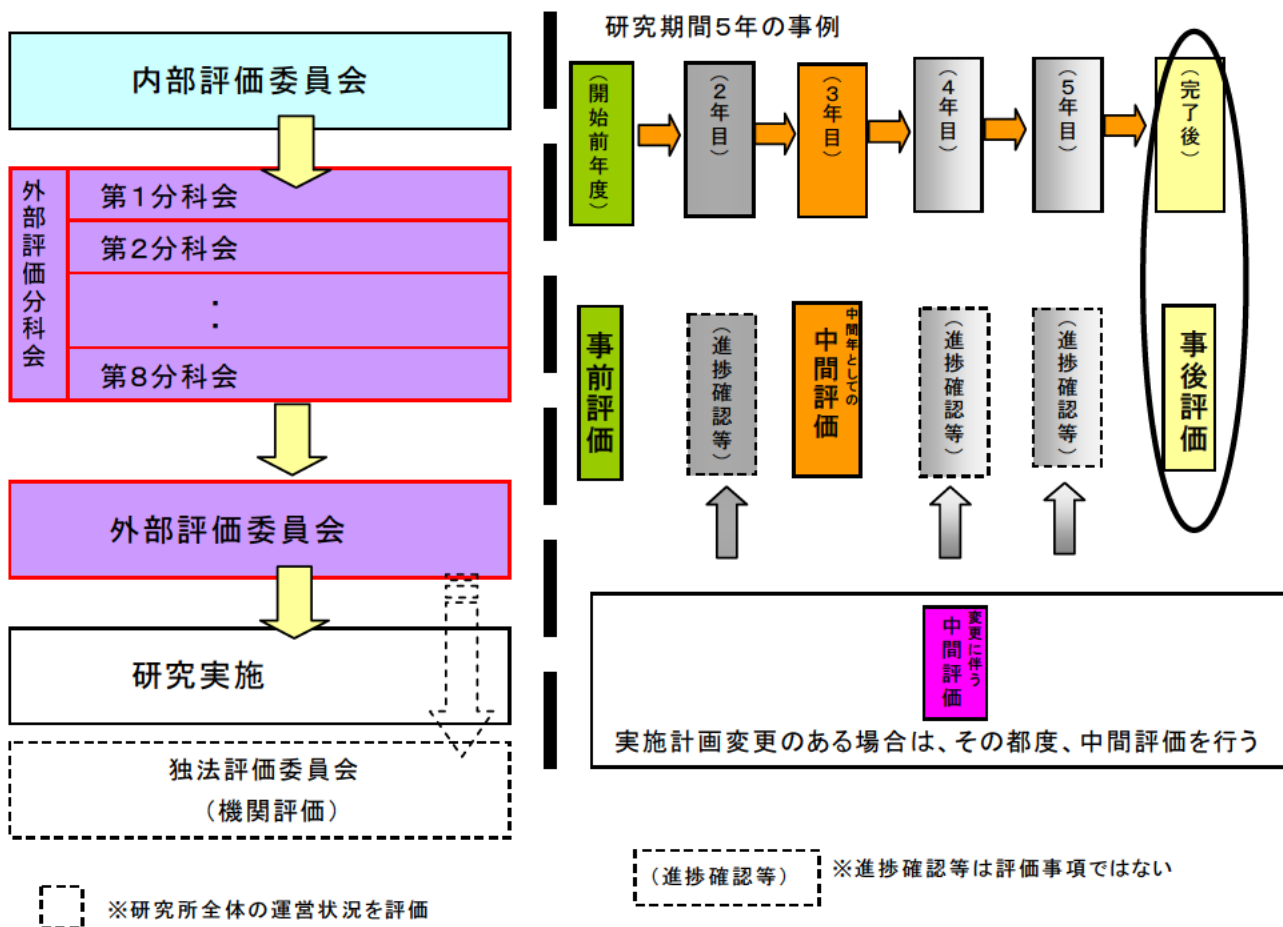 内部評価委員会
外部評価分科会
第1分科会
第2分科会
・
・
第8分科会
外部評価委員会
研究実施
独法評価委員会
(機関評価)
※研究所全体の運営状況を評価
研究期間5年の事例
(開始前年度)
(2年目)
(3年目)
(4年目)
(5年目)
(完了後)
事前評価
(進捗確認等)
中間年としての
中間評価
(進捗確認等)
(進捗確認等)
事後評価
変更に伴う
中間評価
実施計画変更のある場合は、その都度、中間評価を行う
(進捗確認等) ※進捗確認等は評価事項ではない